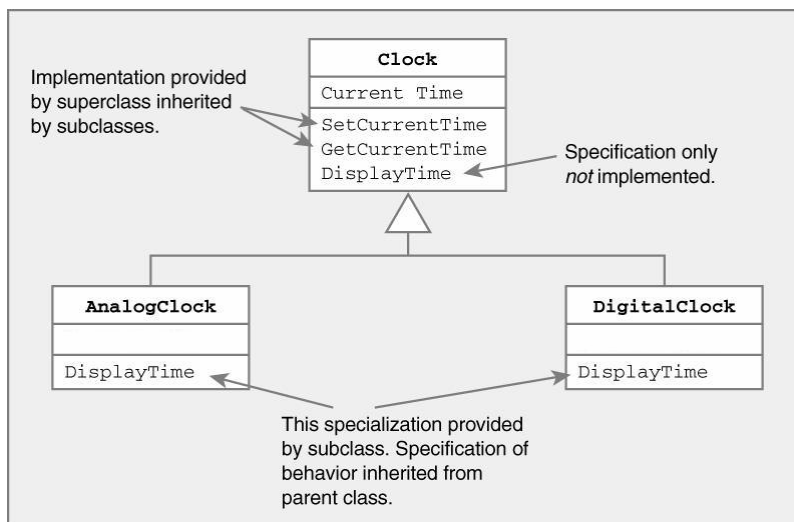 Clock
Current Time
SetCurrentTime
GetCurrentTime
DisplayTime
Implementation provided
by superclass inherited
by subclasses.
Specification only
not implemented.
AnalogClock
DisplayTime
DigitalClock
DisplayTime
This specialization provided
by subclass. Specification of
behavior inherited from
parent class.